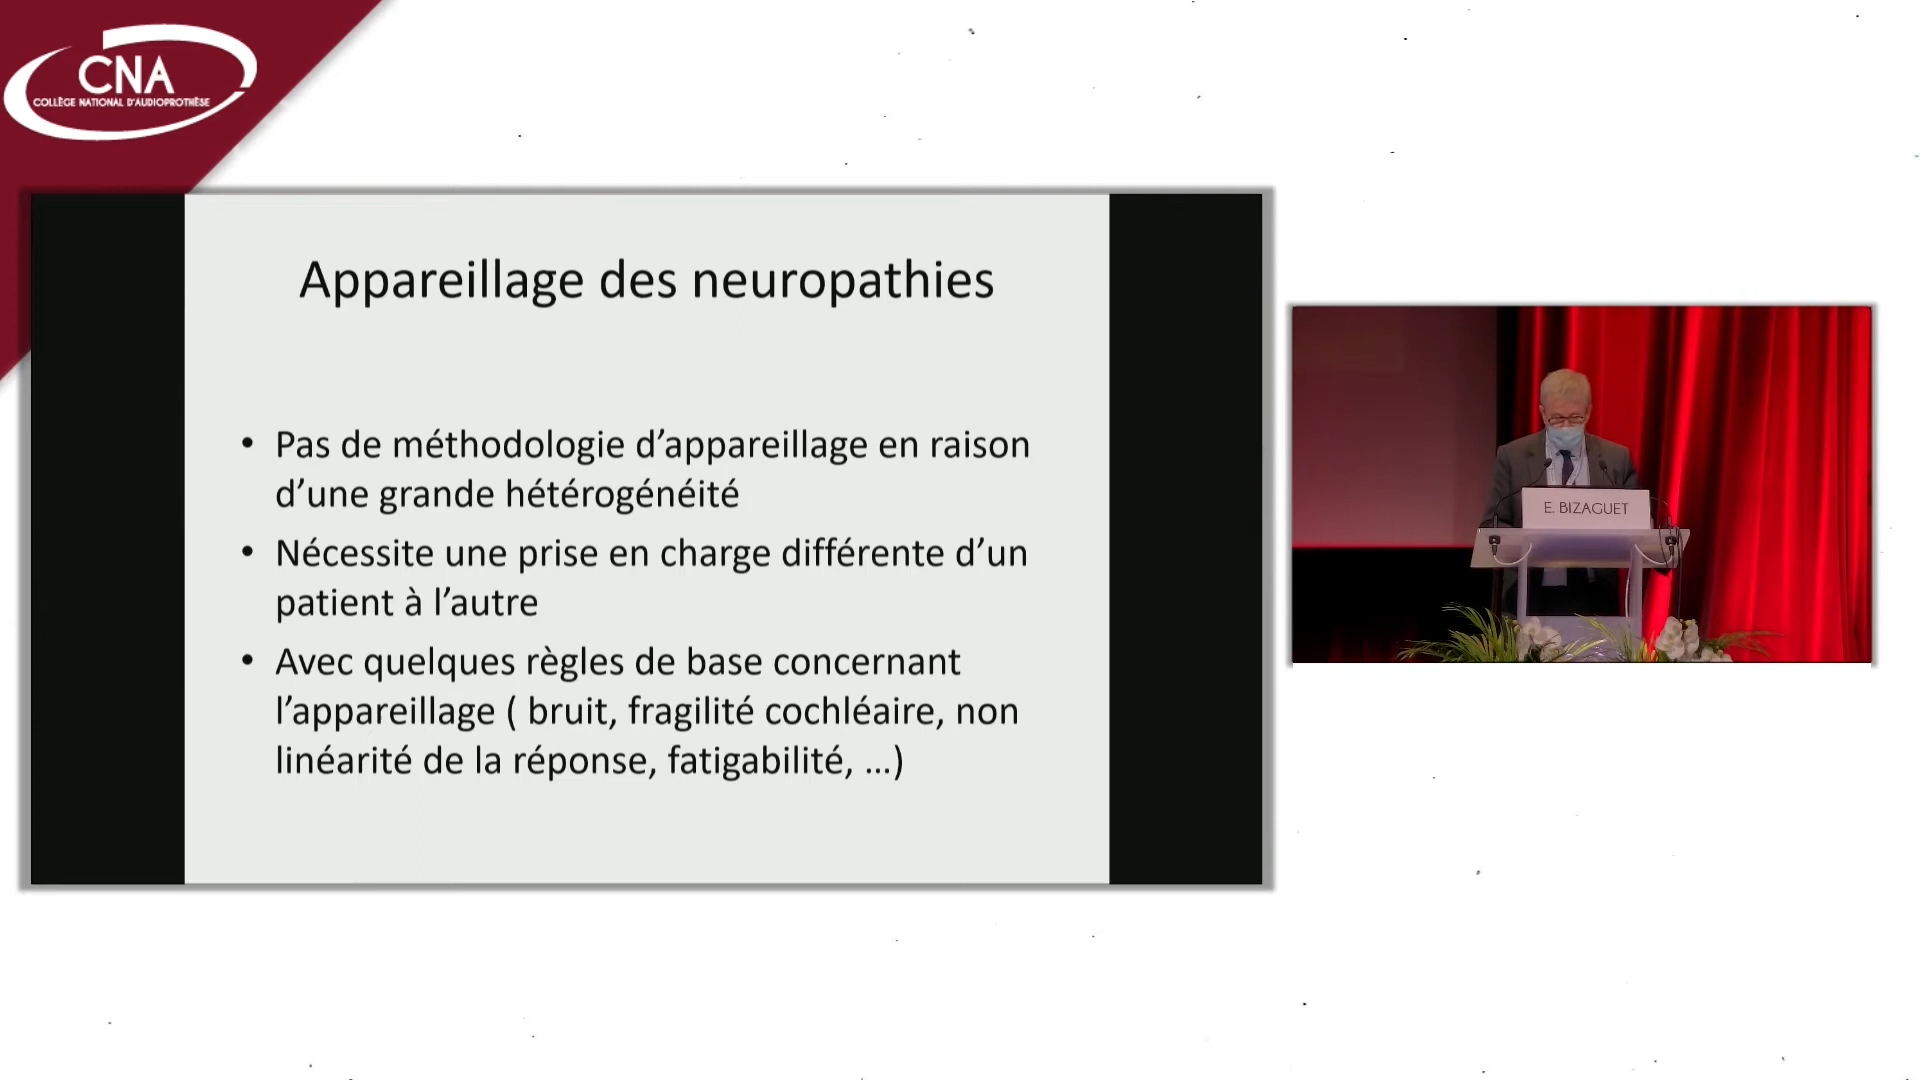 CNA
COLLÈGE NATIONAL D'AUDIOPROTHÈSE
Appareillage des neuropathies
• Pas de méthodologie d'appareillage en raison
d'une grande hétérogénéité
• Nécessite une prise en charge différente d'un
patient à l'autre
• Avec quelques règles de base concernant
l'appareillage ( bruit, fragilité cochléaire, non
linéarité de la réponse, fatigabilité, ...)
E. BIZAGUET